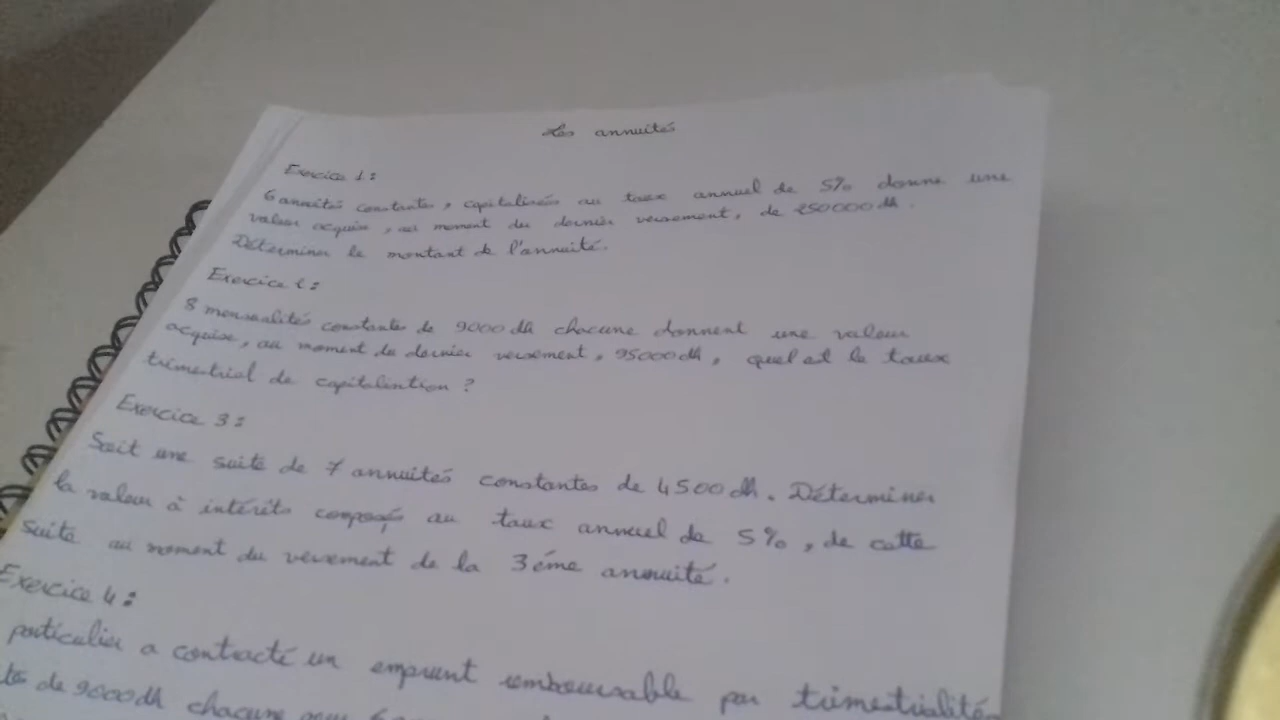 Les annuités
Exercice 1 :
6 annuités constantes, capitalisées au taux annuel de 5% donne une
valeur acquise, au moment du dernier versement, de 250000 dh.
Déterminer le montant de l'annuité.
Exercice 2 :
8 mensualités constantes de 9000 dh chacune donnent une valeur
acquise, au moment du dernier versement, 95000 dh, quel est le taux
trimestriel de capitalisation ?
Exercice 3 :
Soit une suite de 7 annuités constantes de 4500 dh. Déterminer
la valeur à intérêts composés au taux annuel de 5%, de cette
suite au moment du versement de la 3éme annuité.
Exercice 4 :
particulier a contracté un emprunt remboursable par trimestrialités
de 9000 dh chacune